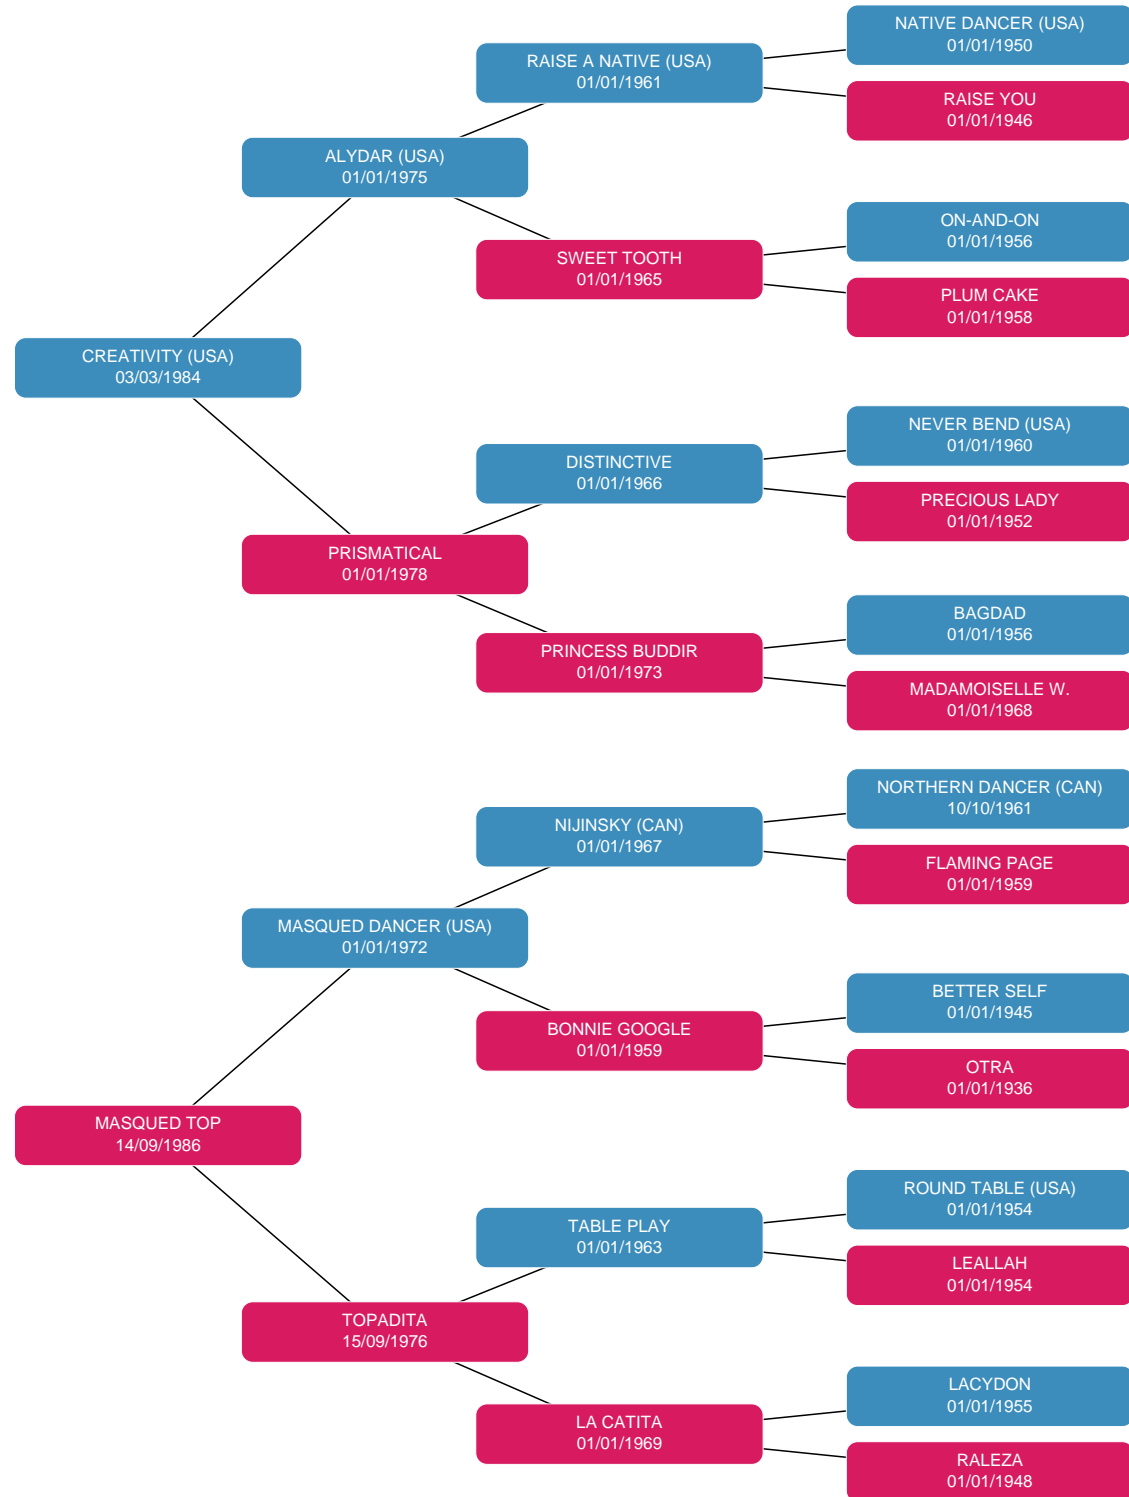 NATIVE DANCER (USA)
01/01/1950
RAISE A NATIVE (USA)
01/01/1961
RAISE YOU
01/01/1946
ALYDAR (USA)
01/01/1975
ON-AND-ON
01/01/1956
SWEET TOOTH
01/01/1965
PLUM CAKE
01/01/1958
CREATIVITY (USA)
03/03/1984
NEVER BEND (USA)
01/01/1960
DISTINCTIVE
01/01/1966
PRECIOUS LADY
01/01/1952
PRISMATICAL
01/01/1978
BAGDAD
01/01/1956
PRINCESS BUDDIR
01/01/1973
MADAMOISELLE W.
01/01/1968
NORTHERN DANCER (CAN)
10/10/1961
NIJINSKY (CAN)
01/01/1967
FLAMING PAGE
01/01/1959
MASQUED DANCER (USA)
01/01/1972
BETTER SELF
01/01/1945
BONNIE GOOGLE
01/01/1959
OTRA
01/01/1936
MASQUED TOP
14/09/1986
ROUND TABLE (USA)
01/01/1954
TABLE PLAY
01/01/1963
LEALLAH
01/01/1954
TOPADITA
15/09/1976
LACYDON
01/01/1955
LA CATITA
01/01/1969
RALEZA
01/01/1948